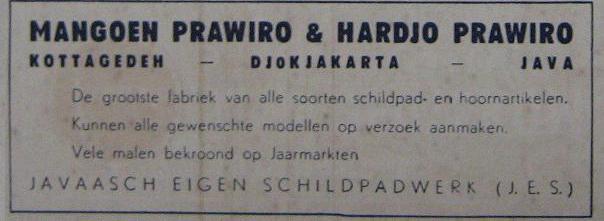 MANGOEN PRAWIRO & HARDJO PRAWIRO
KOTTAGEDEH — DJOKJAKARTA — JAVA
De grootste fabriek van alle soorten schildpad- en hoornartikelen.
Kunnen alle gewenschte modellen op verzoek aanmaken.
Vele malen bekroond op Jaarmarkten
JAVAASCH EIGEN SCHILDPADWERK (J. E. S.)